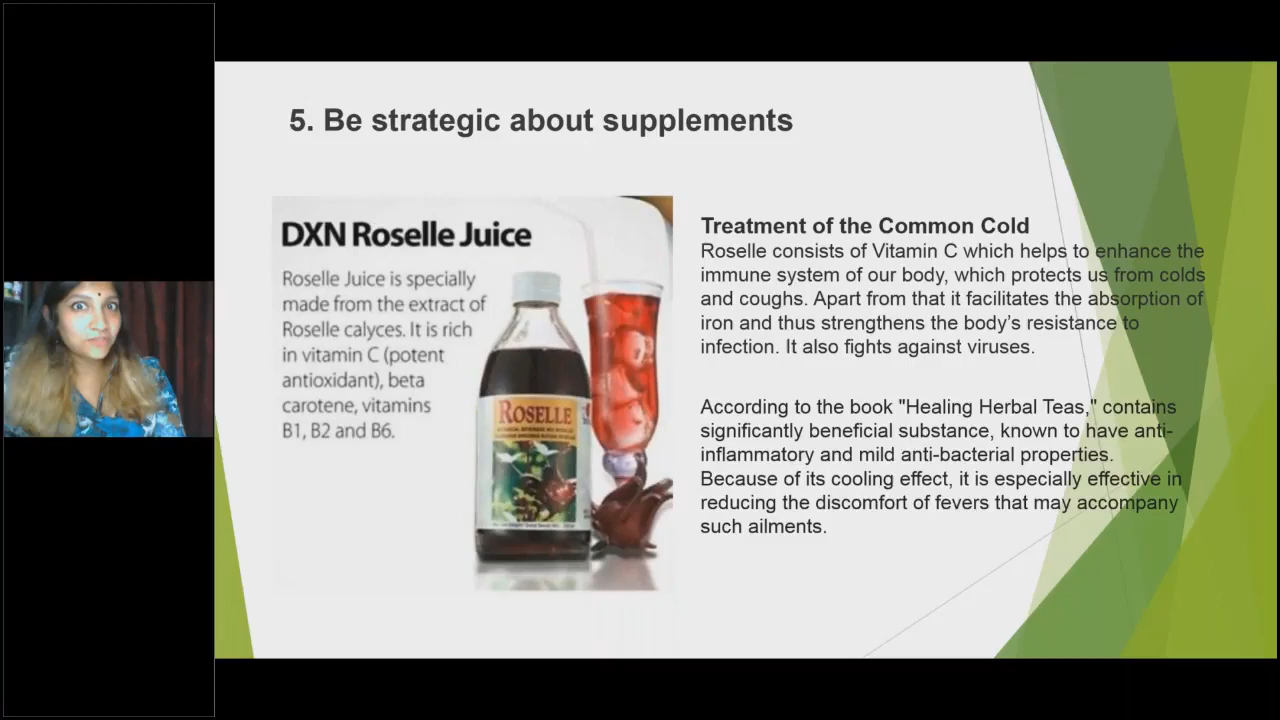 5. Be strategic about supplements
DXN Roselle Juice
Roselle Juice is specially
made from the extract of
Roselle calyces. It is rich
in vitamin C (potent
antioxidant), beta
carotene, vitamins
B1, B2 and B6.
ROSELLE
Treatment of the Common Cold
Roselle consists of Vitamin C which helps to enhance the
immune system of our body, which protects us from colds
and coughs. Apart from that it facilitates the absorption of
iron and thus strengthens the body’s resistance to
infection. It also fights against viruses.
According to the book "Healing Herbal Teas," contains
significantly beneficial substance, known to have anti-
inflammatory and mild anti-bacterial properties.
Because of its cooling effect, it is especially effective in
reducing the discomfort of fevers that may accompany
such ailments.